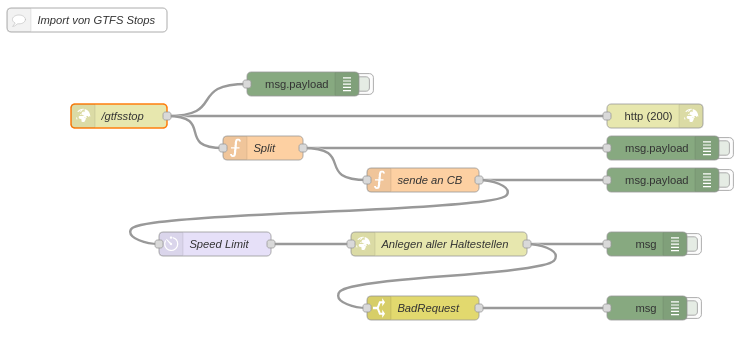 Import von GTFS Stops
msg.payload
/gtfsstop
http (200)
Split
msg.payload
sende an CB
msg.payload
Speed Limit
Anlegen aller Haltestellen
msg
BadRequest
msg